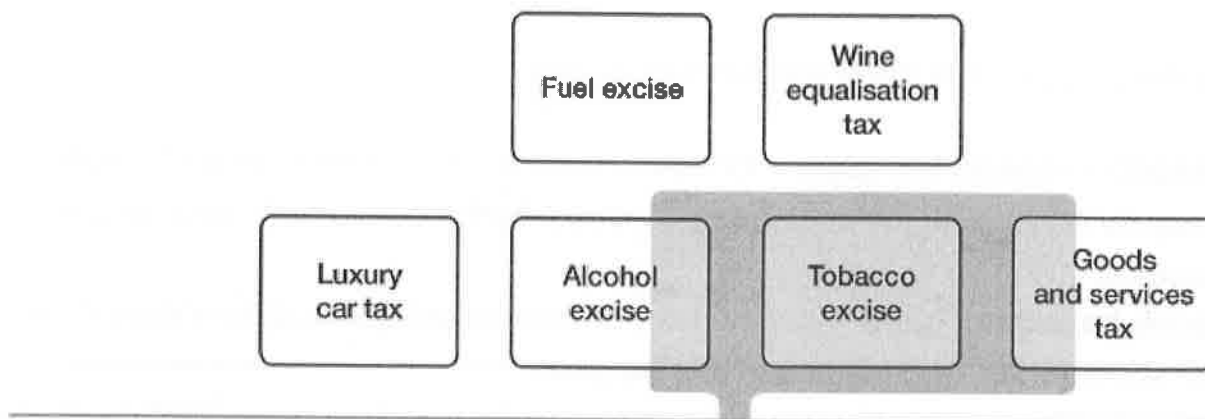 Fuel excise
Wine
equalisation
tax
Luxury
car tax
Alcohol
excise
Tobacco
excise
Goods
and services
tax